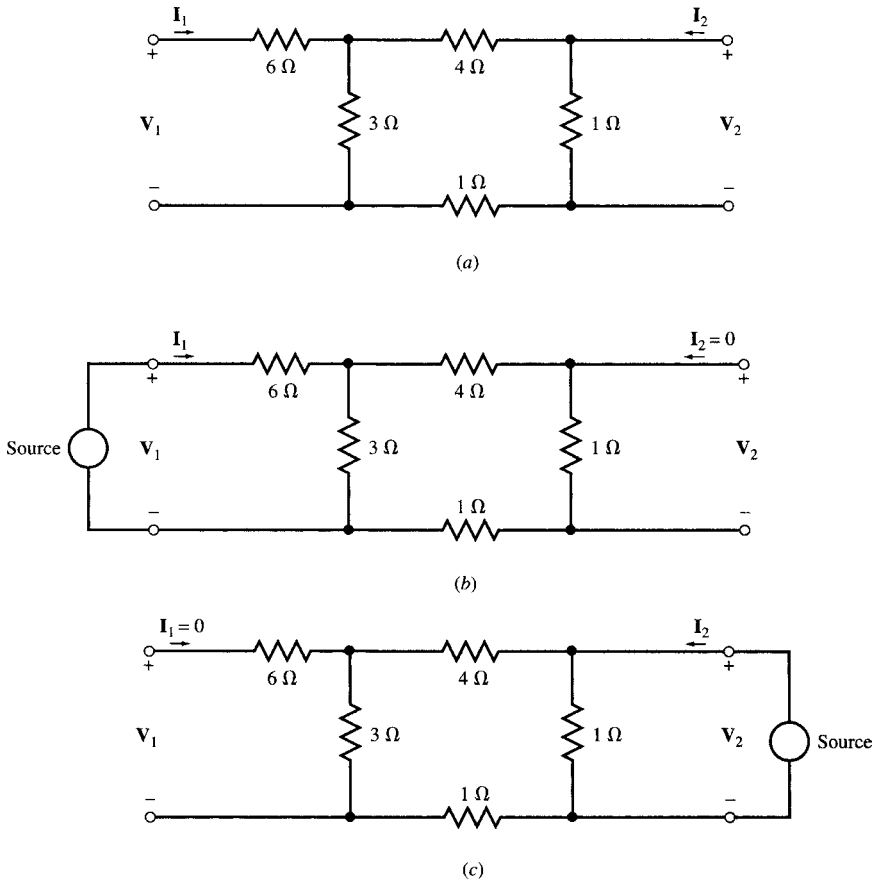 I₁ I₂
+ 6 Ω 4 Ω +
V₁ 3 Ω 1 Ω V₂
− 1 Ω −
(a)
I₁ I₂ = 0
+ 6 Ω 4 Ω +
Source V₁ 3 Ω 1 Ω V₂
− 1 Ω −
(b)
I₁ = 0 I₂
+ 6 Ω 4 Ω +
V₁ 3 Ω 1 Ω V₂ Source
− 1 Ω −
(c)